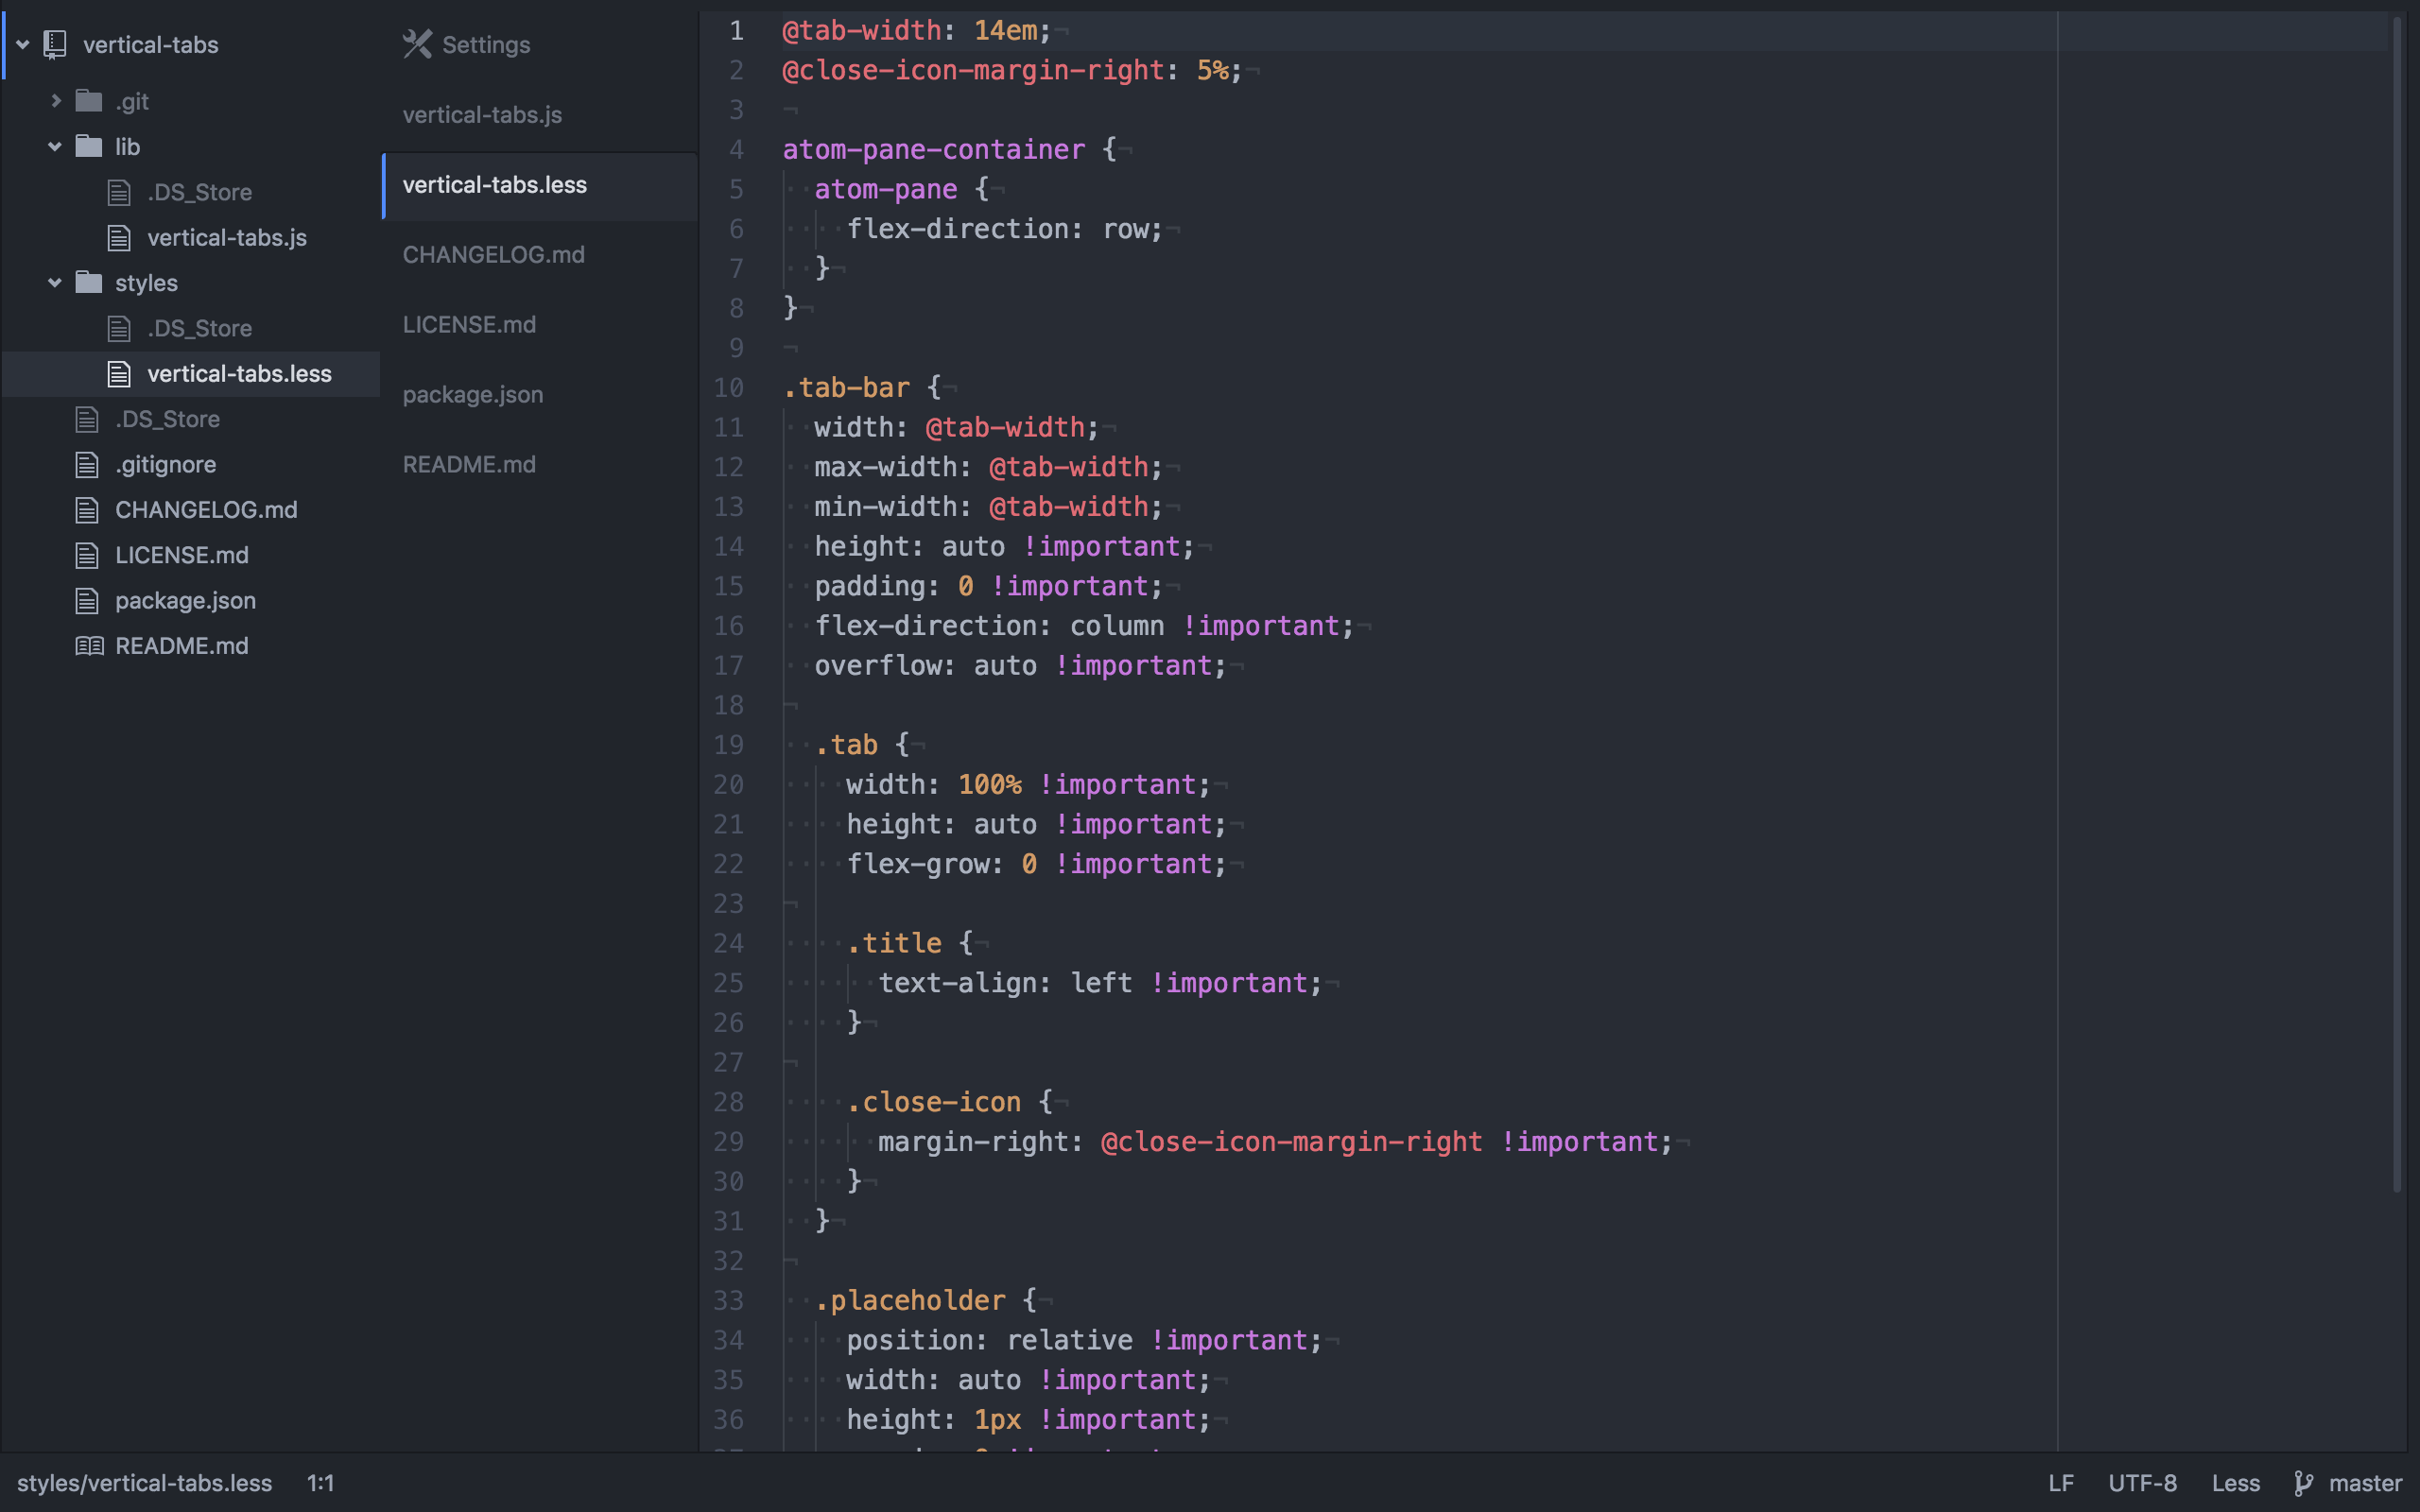 vertical-tabs
.git
lib
.DS_Store
vertical-tabs.js
styles
.DS_Store
vertical-tabs.less
.DS_Store
.gitignore
CHANGELOG.md
LICENSE.md
package.json
README.md
Settings
vertical-tabs.js
vertical-tabs.less
CHANGELOG.md
LICENSE.md
package.json
README.md
1 @tab-width: 14em;¬
2 @close-icon-margin-right: 5%;¬
3 ¬
4 atom-pane-container {¬
5 ··atom-pane {¬
6 ····flex-direction: row;¬
7 ··}¬
8 }¬
9 ¬
10 .tab-bar {¬
11 ··width: @tab-width;¬
12 ··max-width: @tab-width;¬
13 ··min-width: @tab-width;¬
14 ··height: auto !important;¬
15 ··padding: 0 !important;¬
16 ··flex-direction: column !important;¬
17 ··overflow: auto !important;¬
18 ¬
19 ··.tab {¬
20 ····width: 100% !important;¬
21 ····height: auto !important;¬
22 ····flex-grow: 0 !important;¬
23 ¬
24 ····.title {¬
25 ······text-align: left !important;¬
26 ····}¬
27 ¬
28 ····.close-icon {¬
29 ······margin-right: @close-icon-margin-right !important;¬
30 ····}¬
31 ··}¬
32 ¬
33 ··.placeholder {¬
34 ····position: relative !important;¬
35 ····width: auto !important;¬
36 ····height: 1px !important;¬
styles/vertical-tabs.less 1:1
LF UTF-8 Less master